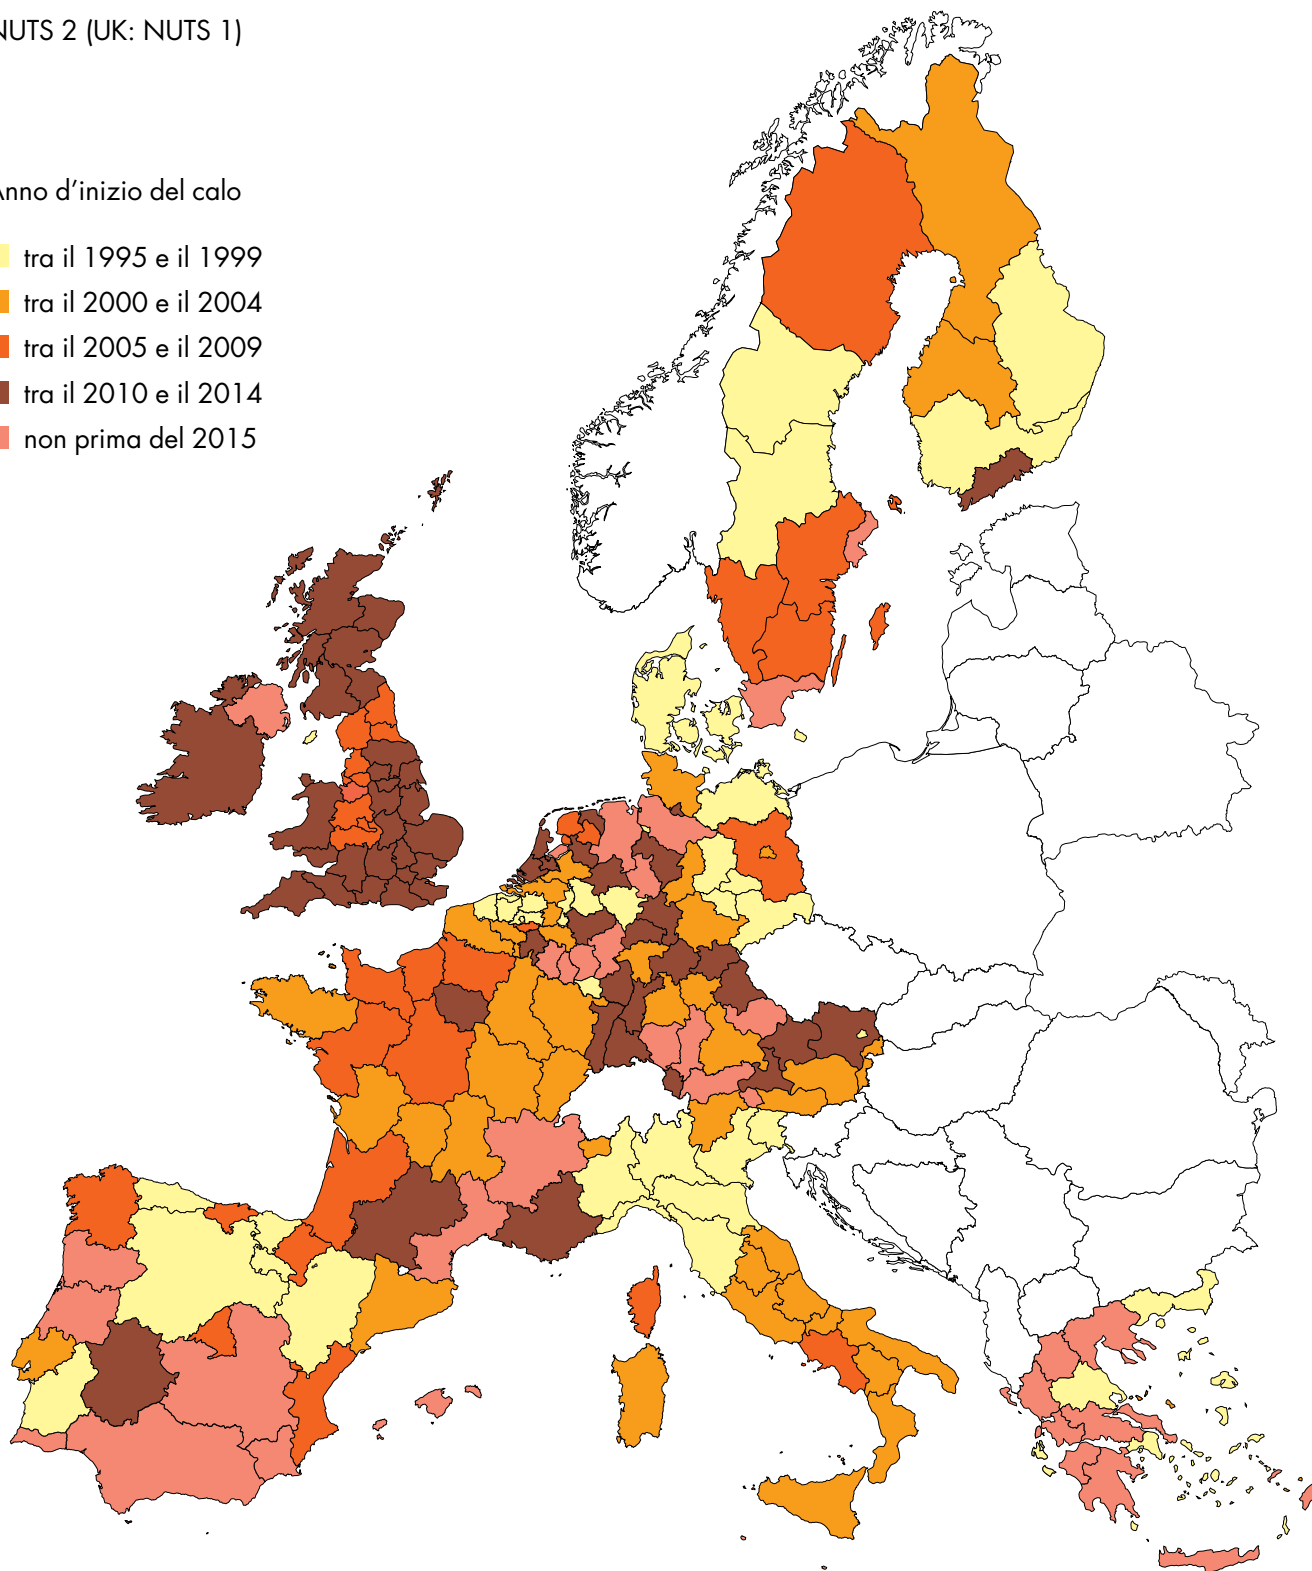 NUTS 2 (UK: NUTS 1)
Anno d’inizio del calo
tra il 1995 e il 1999
tra il 2000 e il 2004
tra il 2005 e il 2009
tra il 2010 e il 2014
non prima del 2015